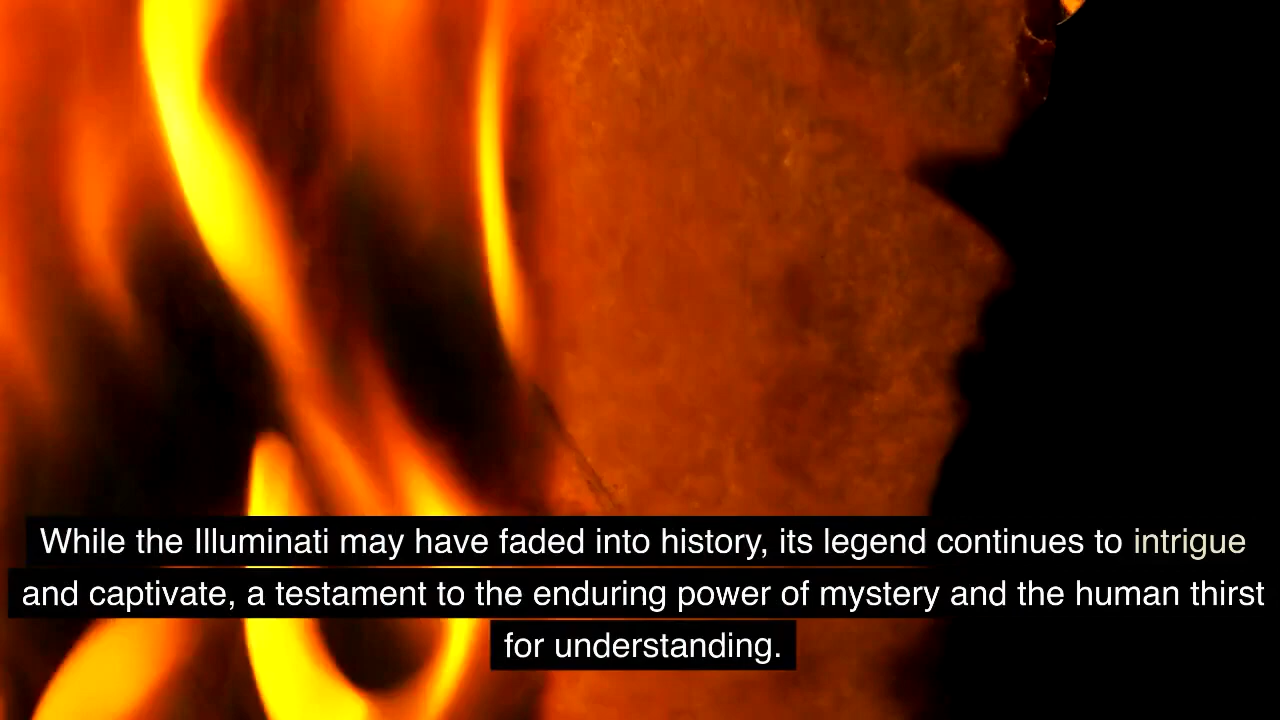 While the Illuminati may have faded into history, its legend continues to intrigue
and captivate, a testament to the enduring power of mystery and the human thirst
for understanding.